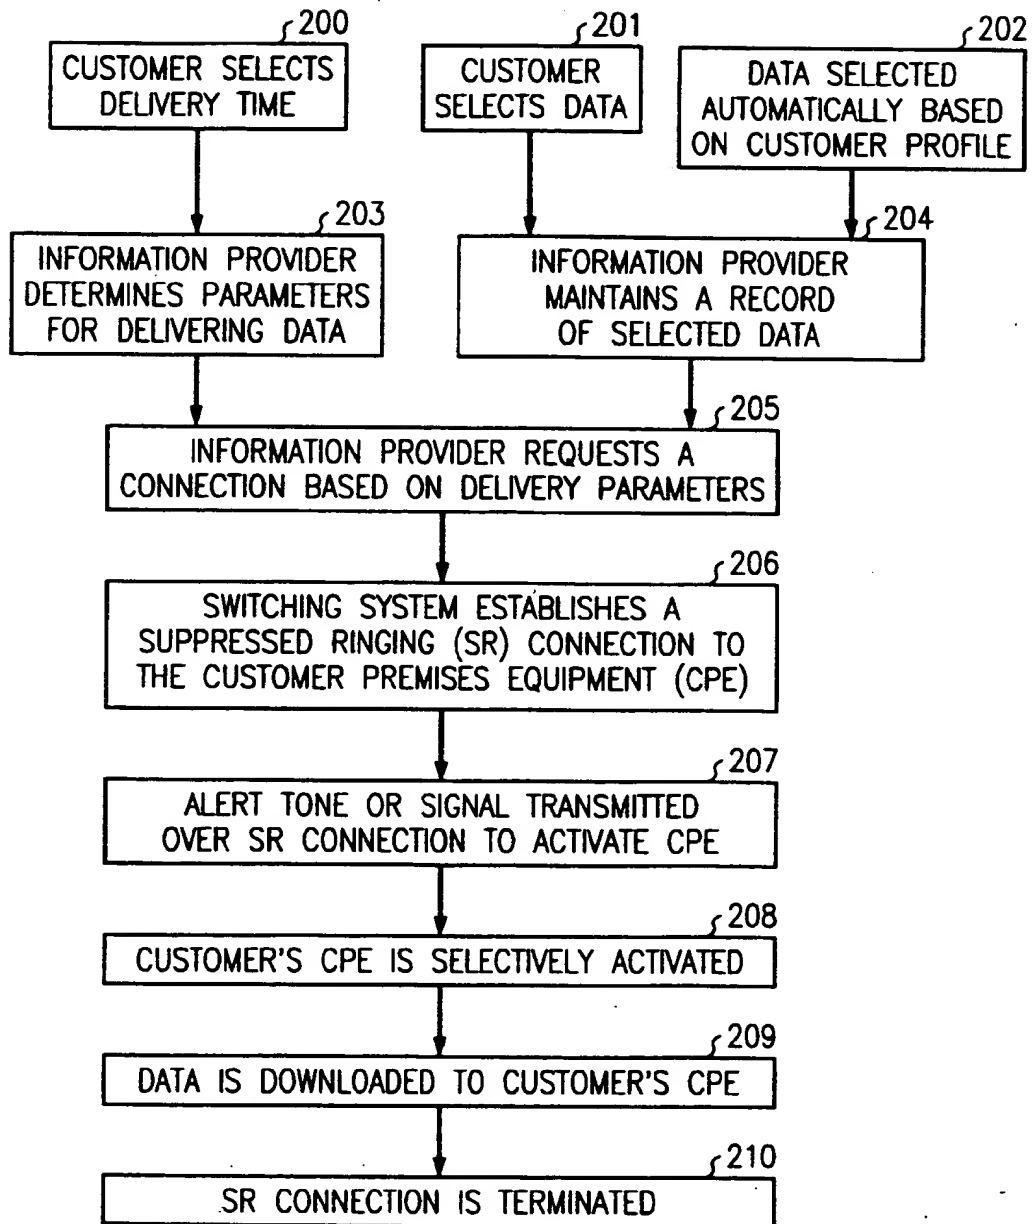 200
CUSTOMER SELECTS
DELIVERY TIME
201
CUSTOMER
SELECTS DATA
202
DATA SELECTED
AUTOMATICALLY BASED
ON CUSTOMER PROFILE
203
INFORMATION PROVIDER
DETERMINES PARAMETERS
FOR DELIVERING DATA
204
INFORMATION PROVIDER
MAINTAINS A RECORD
OF SELECTED DATA
205
INFORMATION PROVIDER REQUESTS A
CONNECTION BASED ON DELIVERY PARAMETERS
206
SWITCHING SYSTEM ESTABLISHES A
SUPPRESSED RINGING (SR) CONNECTION TO
THE CUSTOMER PREMISES EQUIPMENT (CPE)
207
ALERT TONE OR SIGNAL TRANSMITTED
OVER SR CONNECTION TO ACTIVATE CPE
208
CUSTOMER'S CPE IS SELECTIVELY ACTIVATED
209
DATA IS DOWNLOADED TO CUSTOMER'S CPE
210
SR CONNECTION IS TERMINATED